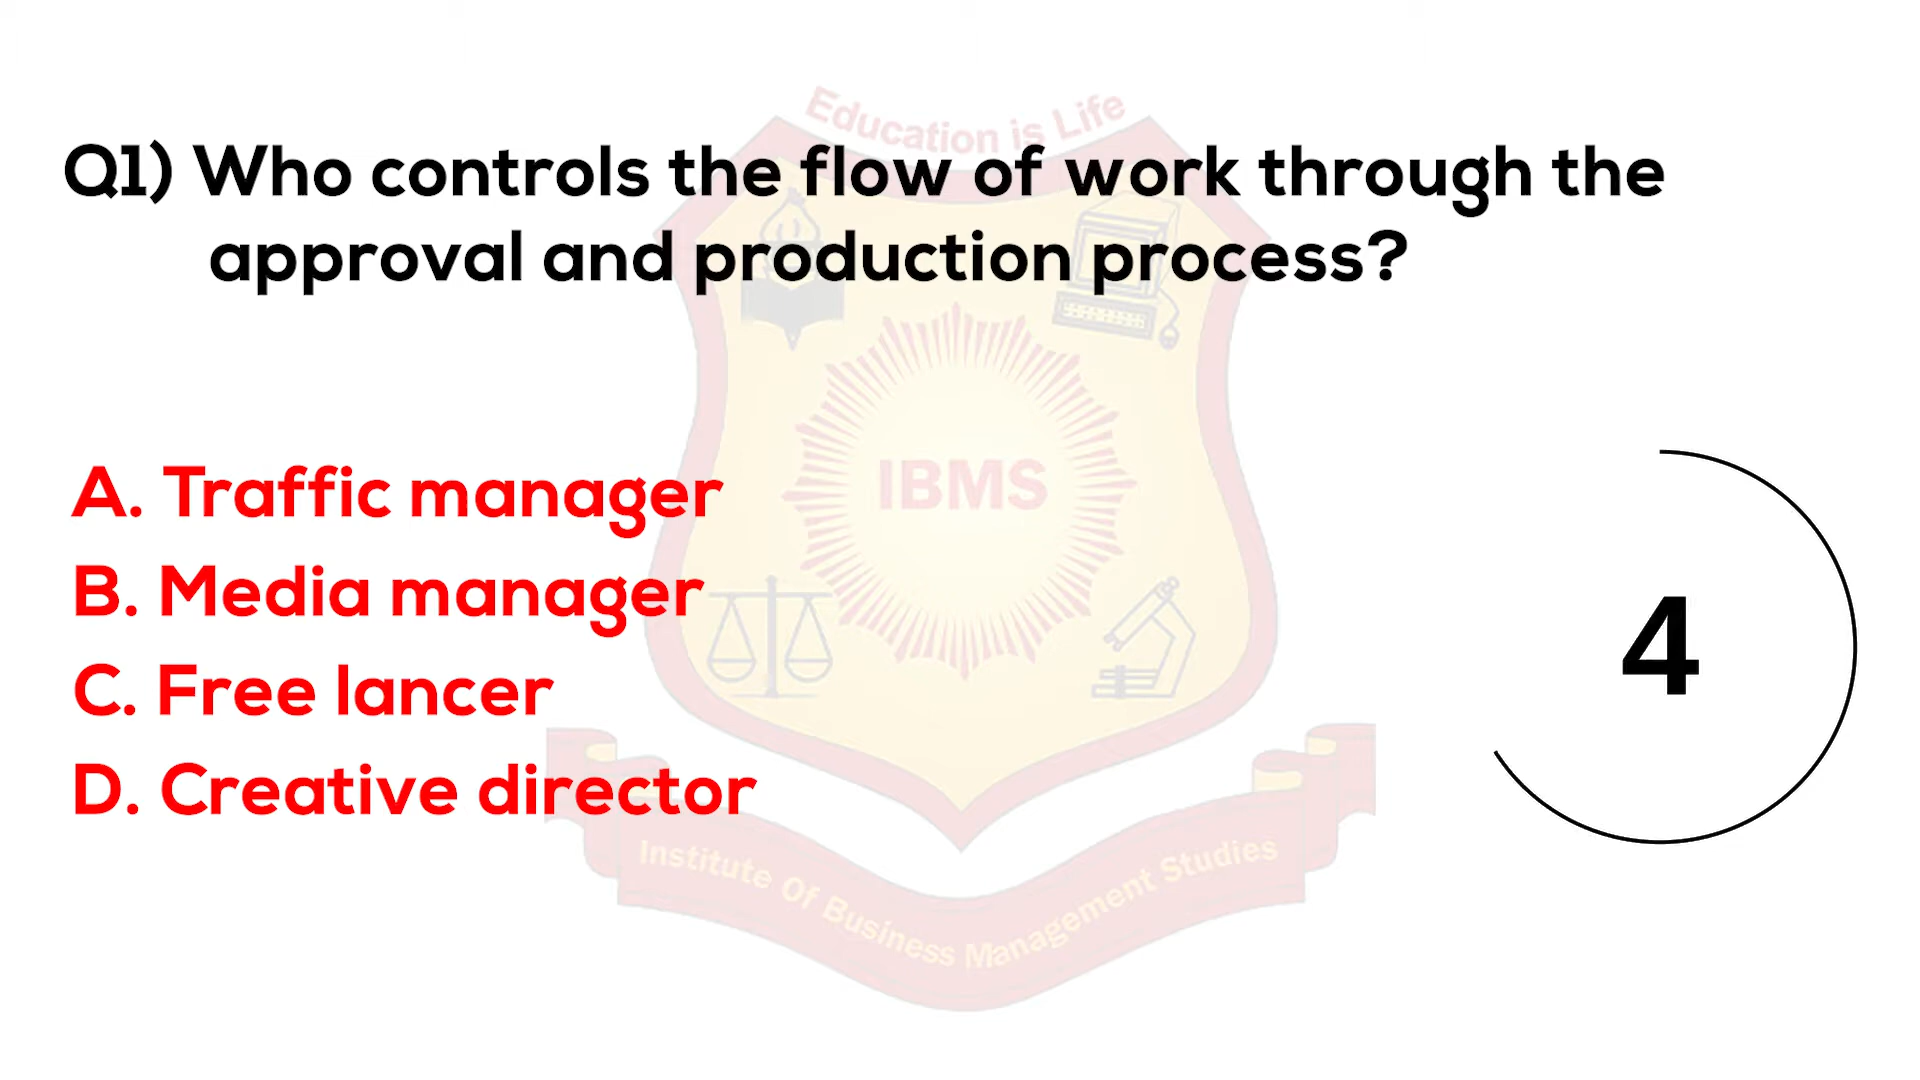 Education is Life
Q1) Who controls the flow of work through the
approval and production process?
IBMS
A. Traffic manager
B. Media manager
C. Free lancer
D. Creative director
4
Institute Of Business Management Studies